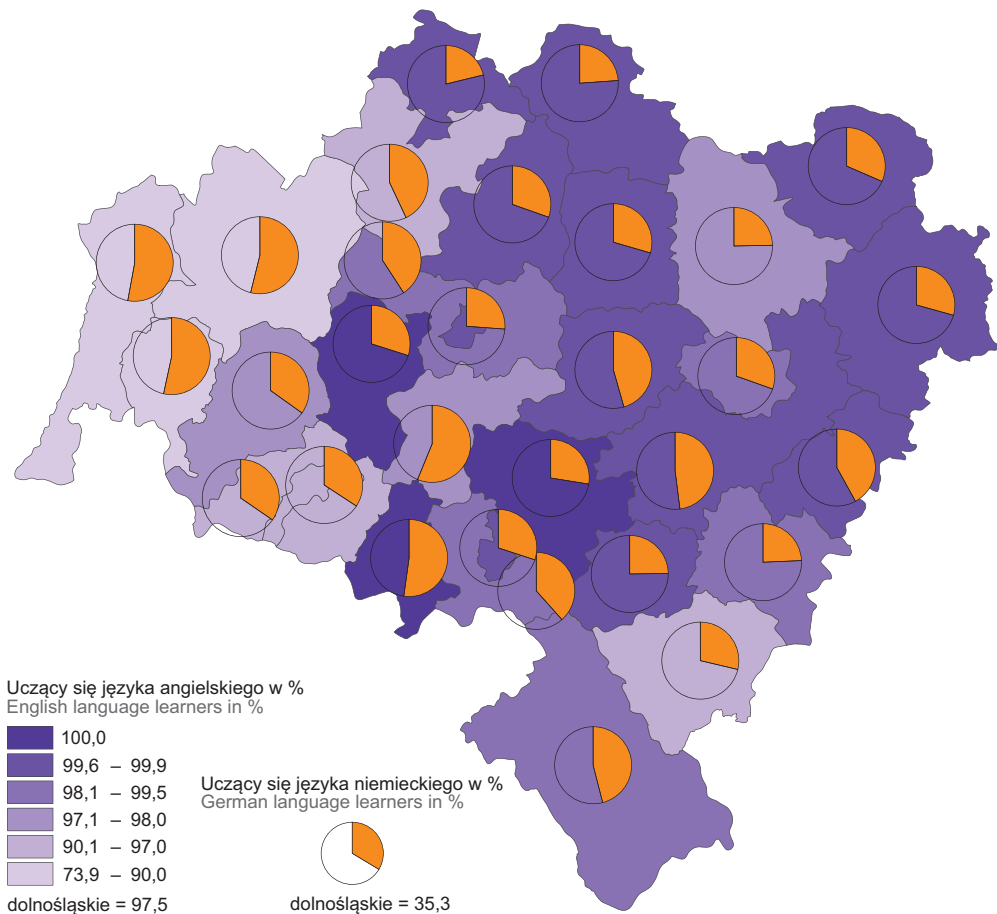 Uczący się języka angielskiego w %
English language learners in %
100,0
99,6 – 99,9
98,1 – 99,5
97,1 – 98,0
90,1 – 97,0
73,9 – 90,0
dolnośląskie = 97,5
Uczący się języka niemieckiego w %
German language learners in %
dolnośląskie = 35,3